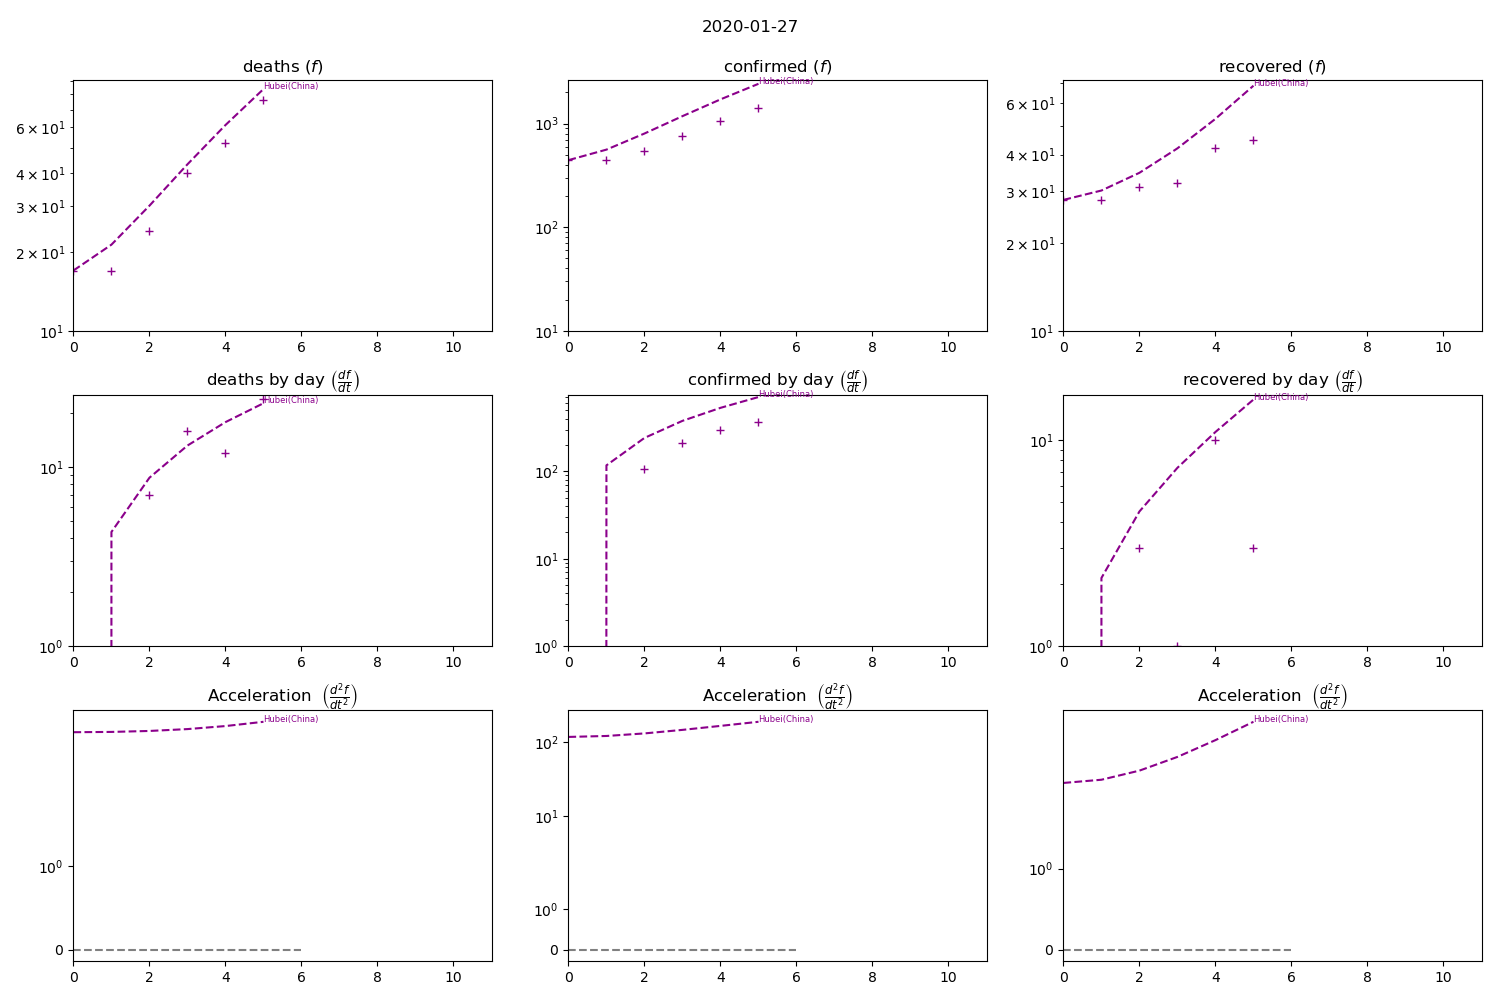 2020-01-27
deaths (f)
confirmed (f)
recovered (f)
Hubei(China)
6 × 10¹
4 × 10¹
3 × 10¹
2 × 10¹
10¹
0 2 4 6 8 10
Hubei(China)
10³
10²
10¹
0 2 4 6 8 10
Hubei(China)
6 × 10¹
4 × 10¹
3 × 10¹
2 × 10¹
10¹
0 2 4 6 8 10
deaths by day (df/dt)
confirmed by day (df/dt)
recovered by day (df/dt)
Hubei(China)
10¹
10⁰
0 2 4 6 8 10
Hubei(China)
10²
10¹
10⁰
0 2 4 6 8 10
Hubei(China)
10¹
10⁰
0 2 4 6 8 10
Acceleration (d²f/dt²)
Acceleration (d²f/dt²)
Acceleration (d²f/dt²)
Hubei(China)
10⁰
0
0 2 4 6 8 10
Hubei(China)
10²
10¹
10⁰
0
0 2 4 6 8 10
Hubei(China)
10⁰
0
0 2 4 6 8 10